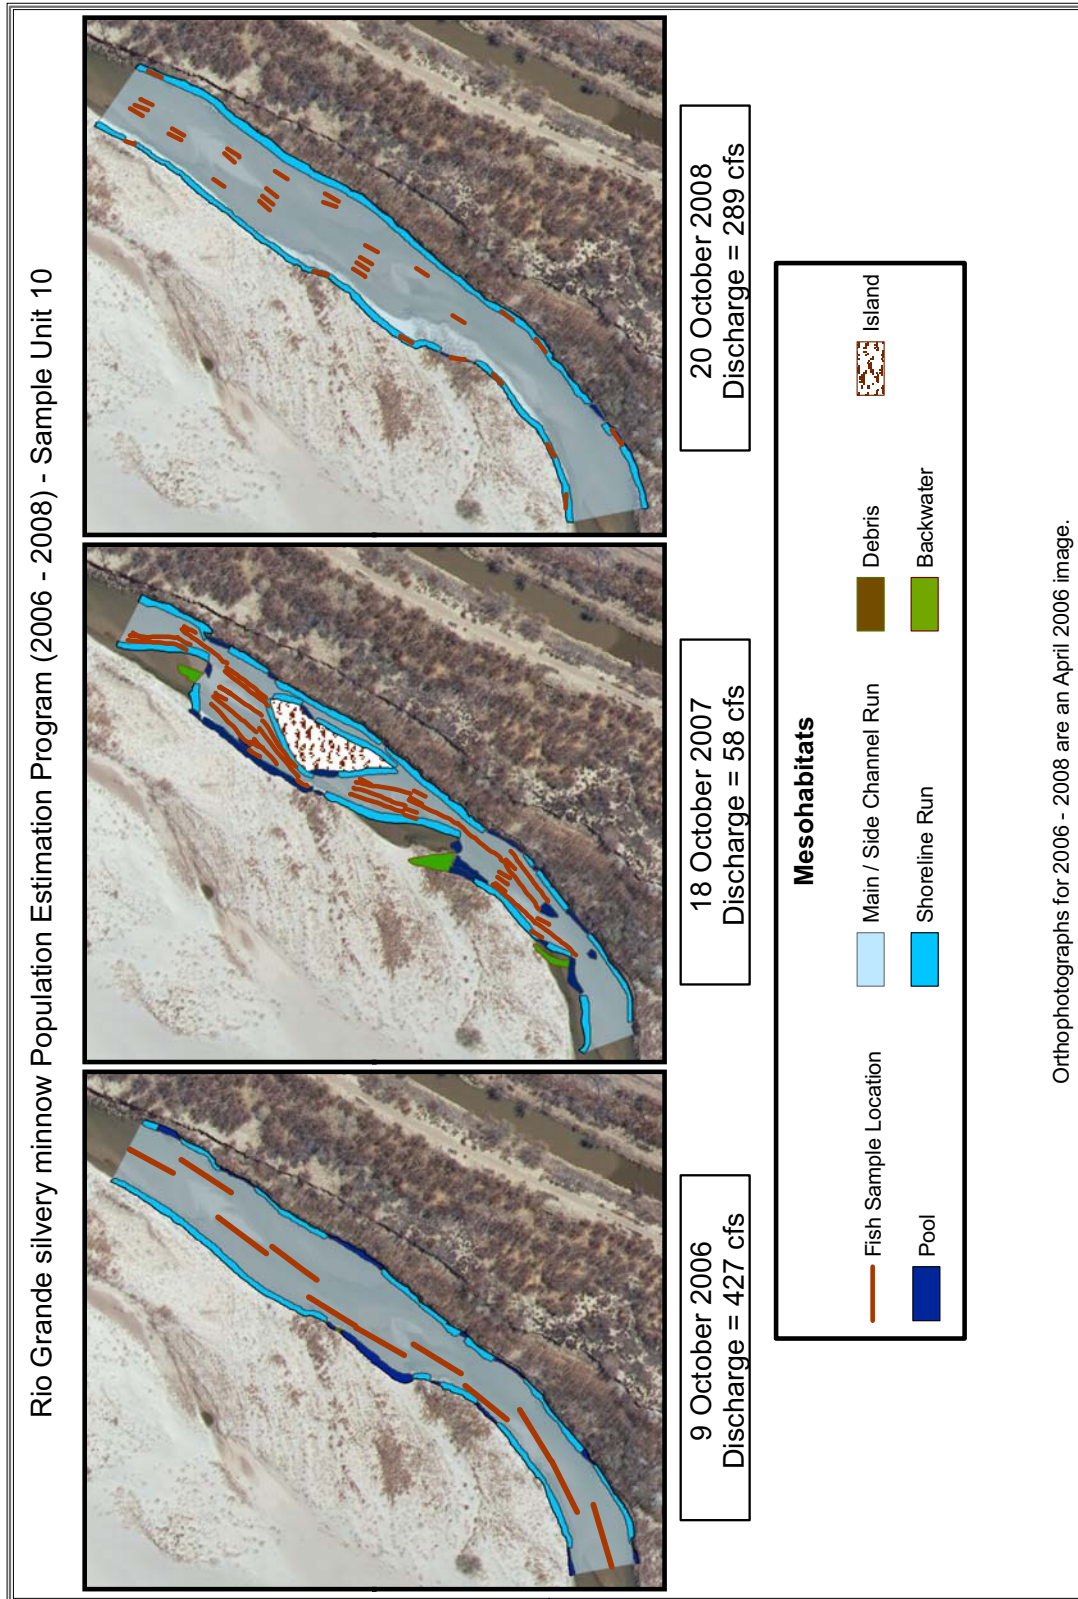 Rio Grande silvery minnow Population Estimation Program (2006 - 2008) - Sample Unit 10
9 October 2006
Discharge = 427 cfs
18 October 2007
Discharge = 58 cfs
20 October 2008
Discharge = 289 cfs
Mesohabitats
Fish Sample Location
Main / Side Channel Run
Debris
Island
Pool
Shoreline Run
Backwater
Orthophotographs for 2006 - 2008 are an April 2006 image.